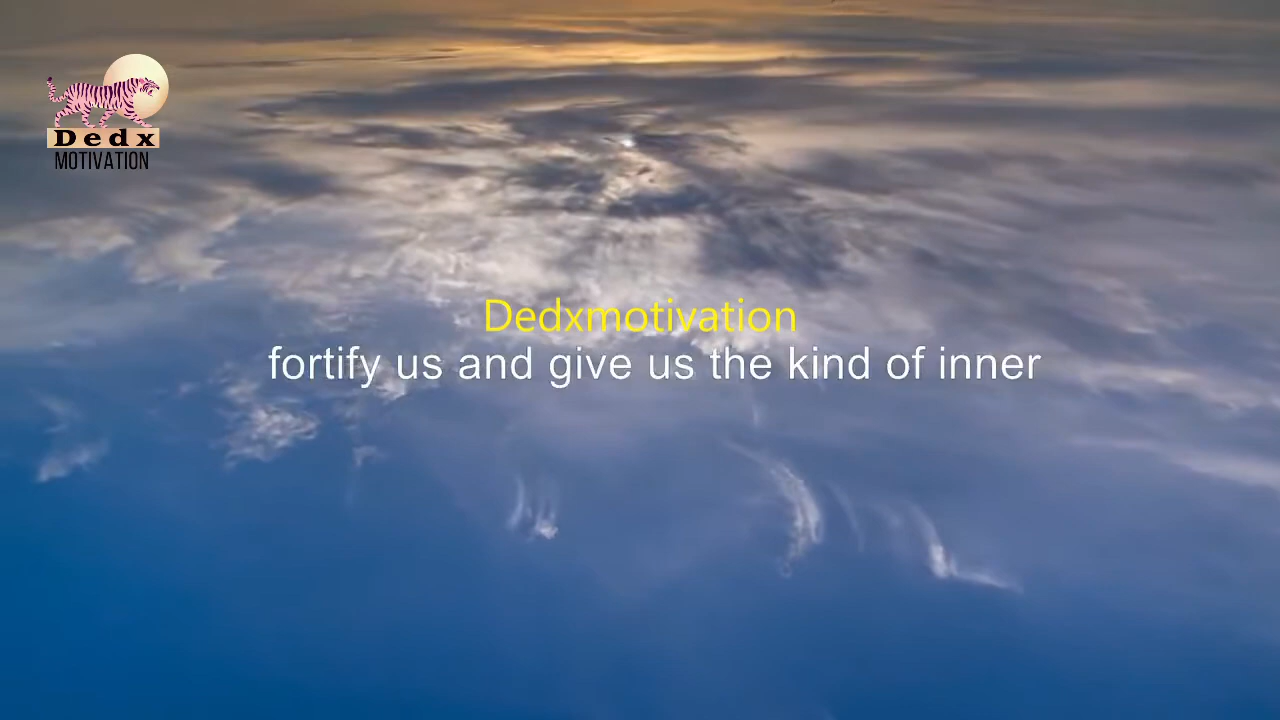 Dedx
MOTIVATION
Dedxmotivation
fortify us and give us the kind of inner